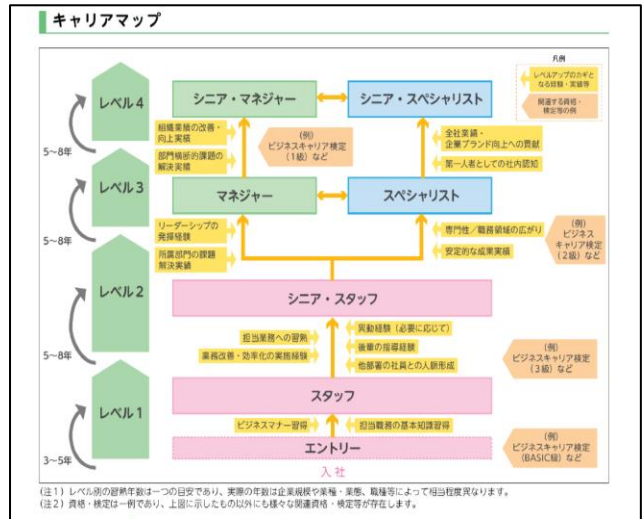 キャリアマップ
凡例
レベルアップのカギと
なる経験・実績等
関連する資格・
検定等の例
レベル4
シニア・マネジャー
シニア・スペシャリスト
組織業績の改善・
向上実績
部門横断的課題の
解決実績
(例)
ビジネスキャリア検定
(1級)など
全社業績・
企業ブランド向上への貢献
第一人者としての社内認知
5~8年
レベル3
マネジャー
スペシャリスト
リーダーシップの
発揮経験
所属部門の課題
解決実績
専門性/職務領域の広がり
安定的な成果実績
(例)
ビジネス
キャリア検定
(2級)など
5~8年
レベル2
シニア・スタッフ
担当業務への習熟
業務改善・効率化の実施経験
異動経験(必要に応じて)
後輩の指導経験
他部署の社員との人脈形成
(例)
ビジネスキャリア検定
(3級)など
5~8年
スタッフ
レベル1
ビジネスマナー習得
担当職務の基本知識習得
エントリー
(例)
ビジネスキャリア検定
(BASIC級)など
3~5年
入社
(注1)レベル別の習熟年数は一つの目安であり、実際の年数は企業規模や業種・業態、職種等によって相当程度異なります。
(注2)資格・検定は一例であり、上図に示したもの以外にも様々な関連資格・検定等が存在します。